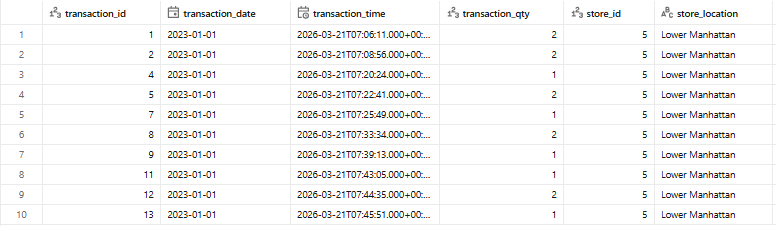 123 transaction_id transaction_date transaction_time 123 transaction_qty 123 store_id ABC store_location
1 1 2023-01-01 2026-03-21T07:06:11.000+00:... 2 5 Lower Manhattan
2 2 2023-01-01 2026-03-21T07:08:56.000+00:... 2 5 Lower Manhattan
3 4 2023-01-01 2026-03-21T07:20:24.000+00:... 1 5 Lower Manhattan
4 5 2023-01-01 2026-03-21T07:22:41.000+00:... 2 5 Lower Manhattan
5 7 2023-01-01 2026-03-21T07:25:49.000+00:... 1 5 Lower Manhattan
6 8 2023-01-01 2026-03-21T07:33:34.000+00:... 2 5 Lower Manhattan
7 9 2023-01-01 2026-03-21T07:39:13.000+00:... 1 5 Lower Manhattan
8 11 2023-01-01 2026-03-21T07:43:05.000+00:... 1 5 Lower Manhattan
9 12 2023-01-01 2026-03-21T07:44:35.000+00:... 2 5 Lower Manhattan
10 13 2023-01-01 2026-03-21T07:45:51.000+00:... 1 5 Lower Manhattan